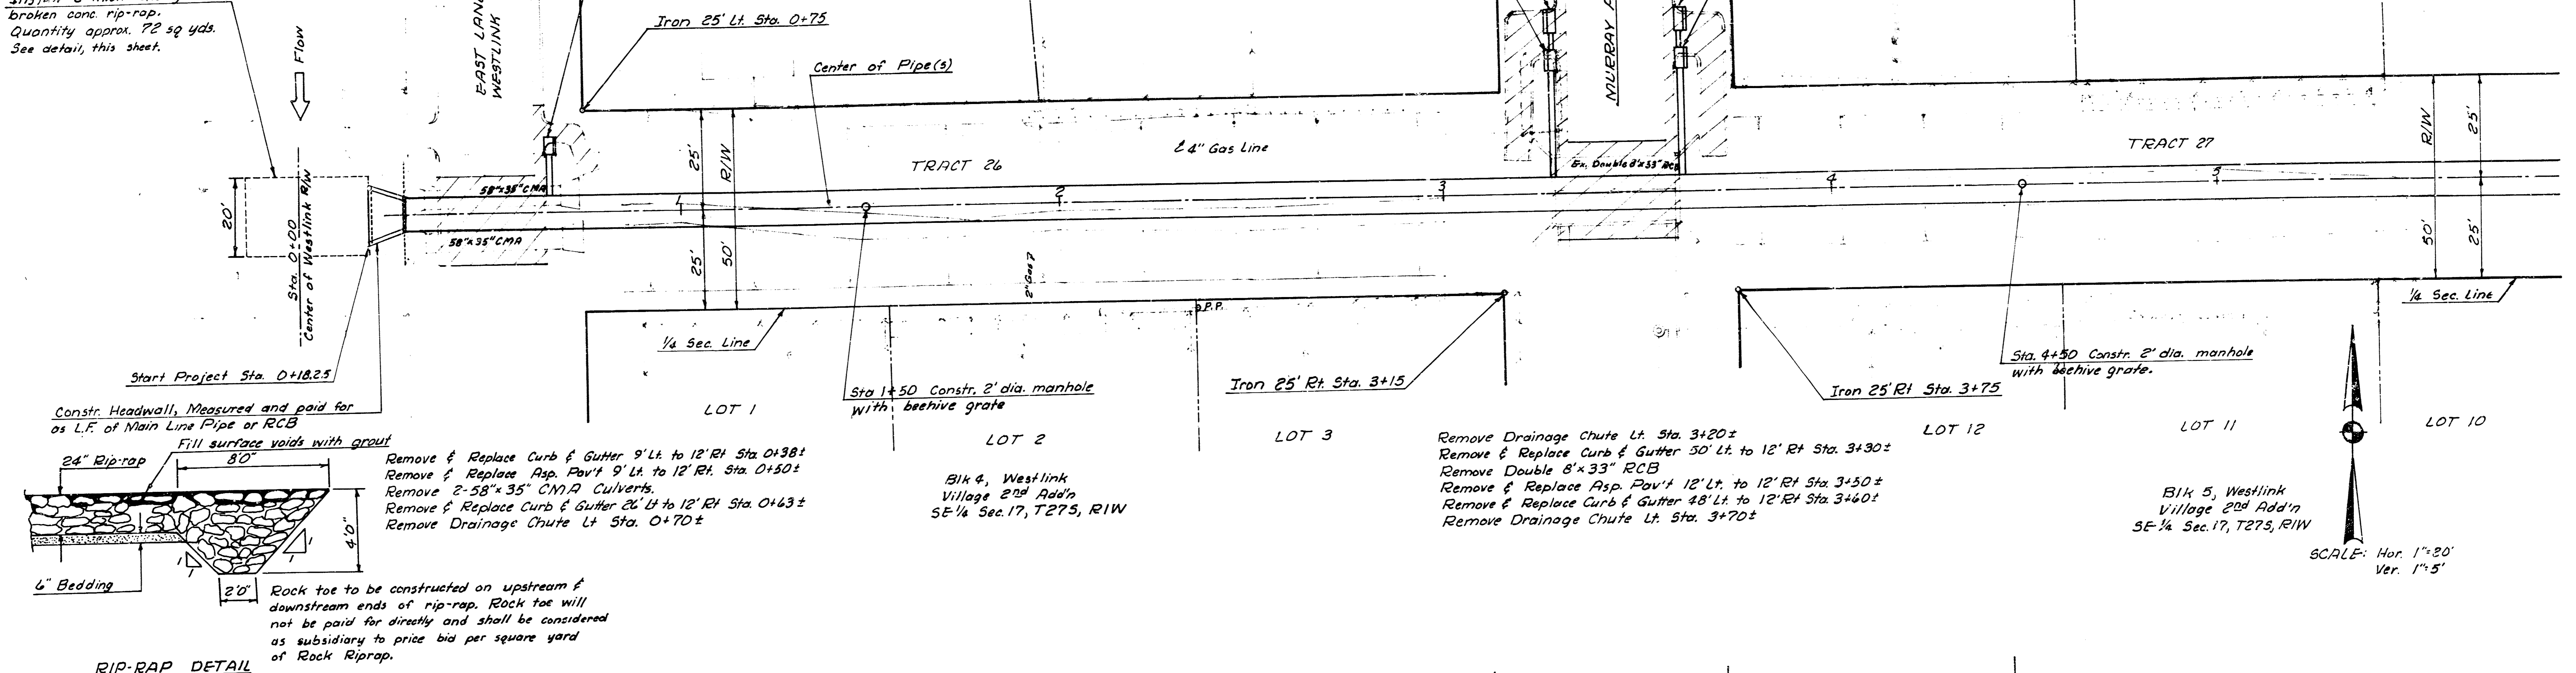 broken conc. rip-rap.
Quantity approx. 72 sq yds.
See detail, this sheet.
Flow
EAST LAN
WESTLINK
Iron 25' Lt. Sta. 0+75
Center of Pipe(s)
MURRAY
20'
Sta. 0+00
Center of Westlink R/W
58"x35" CMA
58"x35" CMA
1
25'
R/W
25'
50'
TRACT 26
2
℄ 4" Gas Line
2" Gas
3
P.P.
Ex. Double 8'x33" RCB
4
TRACT 27
5
R/W
25'
50'
25'
¼ Sec. Line
¼ Sec. Line
Start Project Sta. 0+18.25
Constr. Headwall, Measured and paid for
as L.F. of Main Line Pipe or RCB
Sta 1+50 Constr. 2' dia. manhole
with beehive grate
Iron 25' Rt. Sta. 3+15
Iron 25' Rt Sta. 3+75
Sta. 4+50 Constr. 2' dia. manhole
with beehive grate.
LOT 1
LOT 2
LOT 3
LOT 12
LOT 11
LOT 10
Fill surface voids with grout
24" Rip-rap
8'0"
4'0"
1
1
1
1
6" Bedding
2'0"
Remove & Replace Curb & Gutter 9' Lt. to 12' Rt Sta 0+38±
Remove & Replace Asp. Pav't 9' Lt. to 12' Rt. Sta. 0+50±
Remove 2-58"x 35" CMA Culverts.
Remove & Replace Curb & Gutter 26' Lt to 12' Rt Sta. 0+63±
Remove Drainage Chute Lt Sta. 0+70±
Blk 4, Westlink
Village 2nd Add'n
SE ¼ Sec. 17, T27S, R1W
Remove Drainage Chute Lt. Sta. 3+20±
Remove & Replace Curb & Gutter 50' Lt. to 12' Rt Sta. 3+30±
Remove Double 8'x 33" RCB
Remove & Replace Asp. Pav't 12' Lt. to 12' Rt Sta. 3+50±
Remove & Replace Curb & Gutter 48' Lt. to 12' Rt Sta. 3+60±
Remove Drainage Chute Lt. Sta. 3+70±
Blk 5, Westlink
Village 2nd Add'n
SE ¼ Sec. 17, T27S, R1W
SCALE: Hor. 1"=20'
Ver. 1"=5'
Rock toe to be constructed on upstream &
downstream ends of rip-rap. Rock toe will
not be paid for directly and shall be considered
as subsidiary to price bid per square yard
of Rock Riprap.
RIP-RAP DETAIL